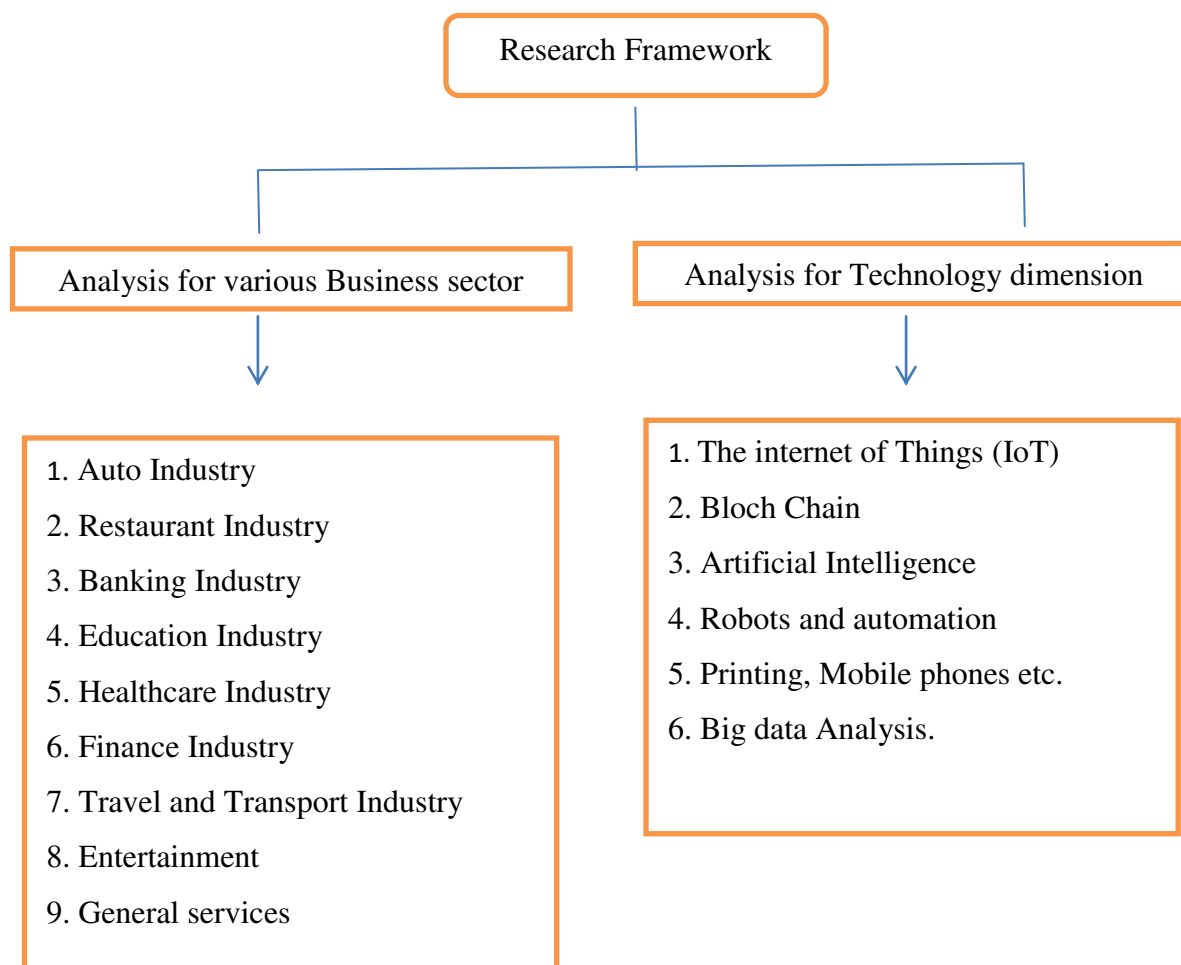 Research Framework
Analysis for various Business sector
Analysis for Technology dimension
1. Auto Industry
2. Restaurant Industry
3. Banking Industry
4. Education Industry
5. Healthcare Industry
6. Finance Industry
7. Travel and Transport Industry
8. Entertainment
9. General services
1. The internet of Things (IoT)
2. Bloch Chain
3. Artificial Intelligence
4. Robots and automation
5. Printing, Mobile phones etc.
6. Big data Analysis.